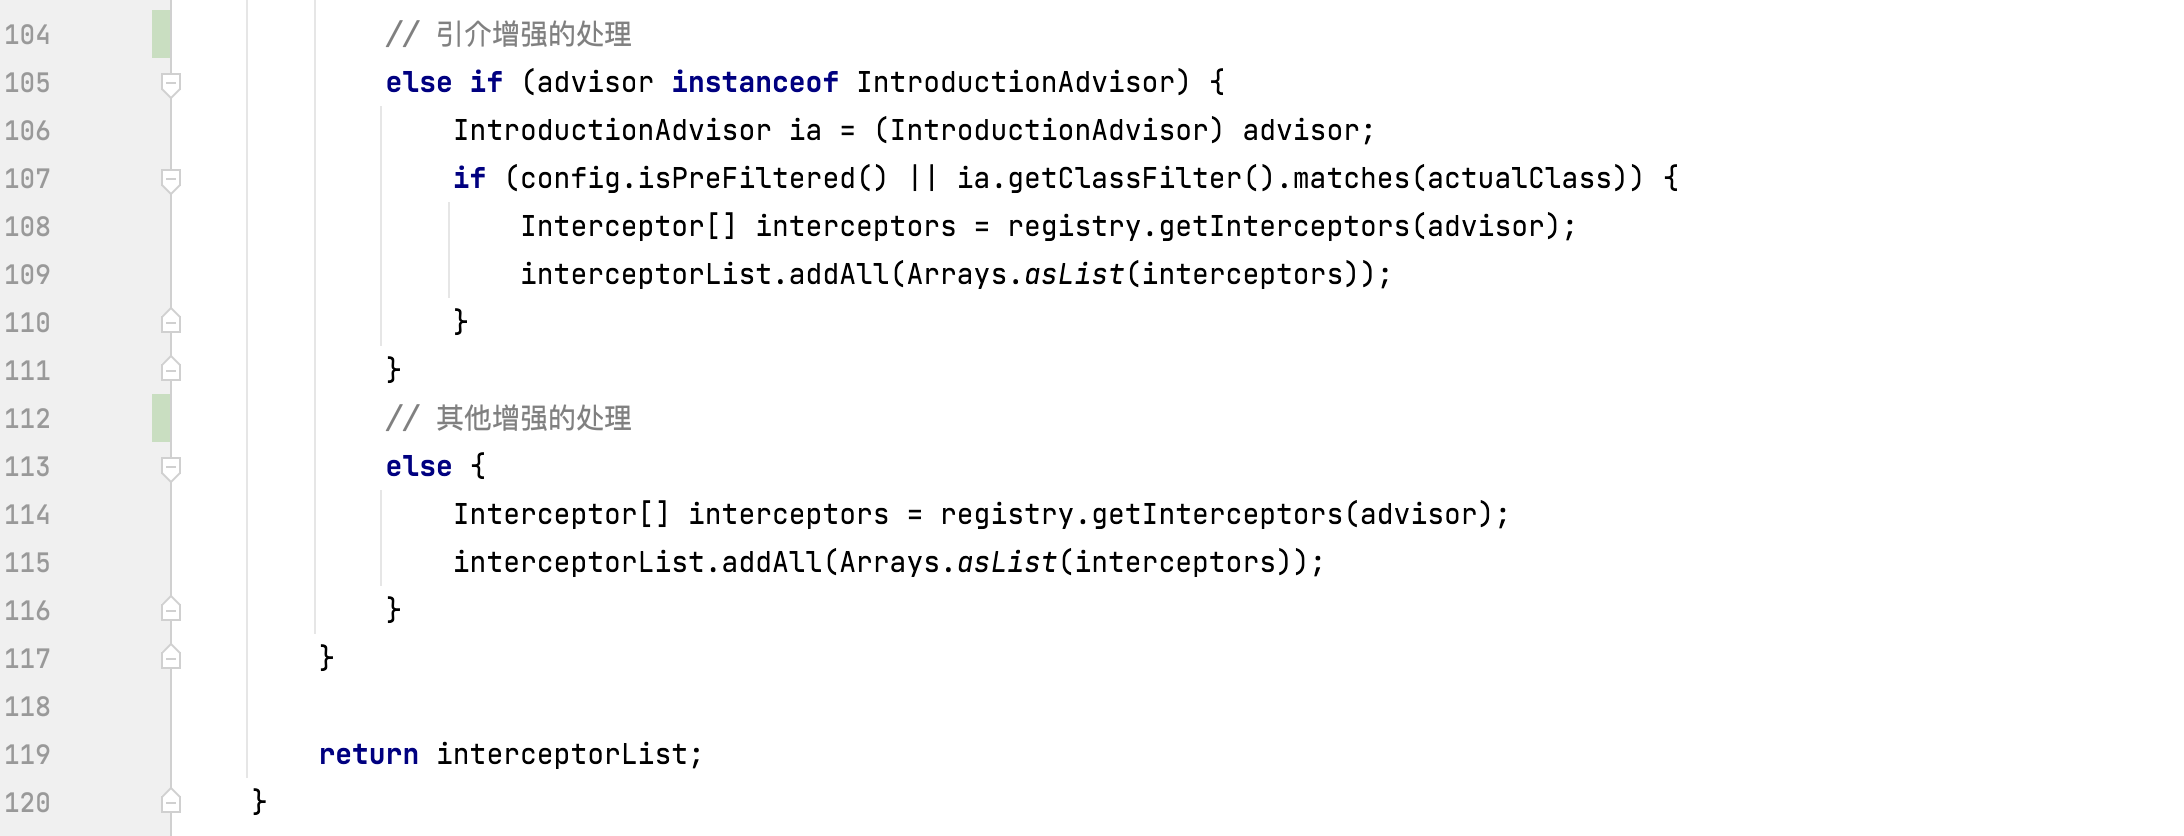 104 // 引介增强的处理
105 else if (advisor instanceof IntroductionAdvisor) {
106 IntroductionAdvisor ia = (IntroductionAdvisor) advisor;
107 if (config.isPreFiltered() || ia.getClassFilter().matches(actualClass)) {
108 Interceptor[] interceptors = registry.getInterceptors(advisor);
109 interceptorList.addAll(Arrays.asList(interceptors));
110 }
111 }
112 // 其他增强的处理
113 else {
114 Interceptor[] interceptors = registry.getInterceptors(advisor);
115 interceptorList.addAll(Arrays.asList(interceptors));
116 }
117 }
118
119 return interceptorList;
120 }